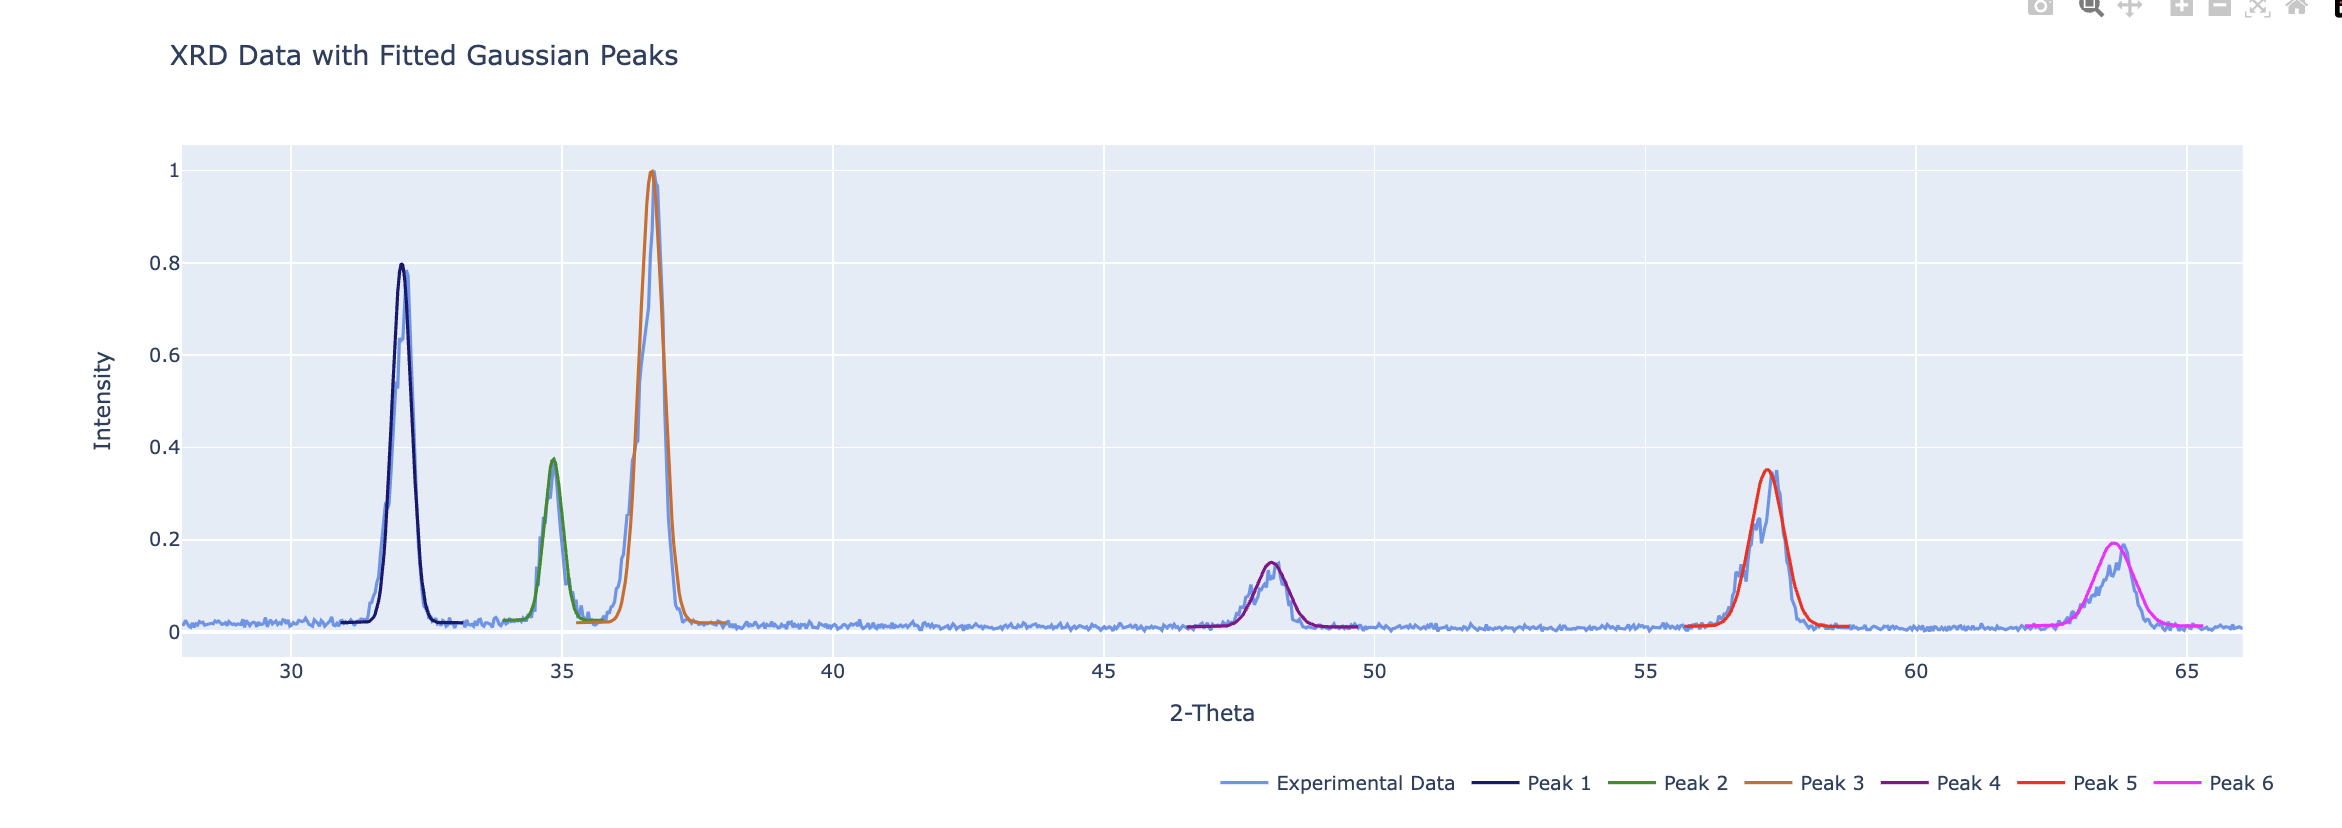 XRD Data with Fitted Gaussian Peaks
1
0.8
0.6
0.4
0.2
0
Intensity
30 35 40 45 50 55 60 65
2-Theta
Experimental Data Peak 1 Peak 2 Peak 3 Peak 4 Peak 5 Peak 6